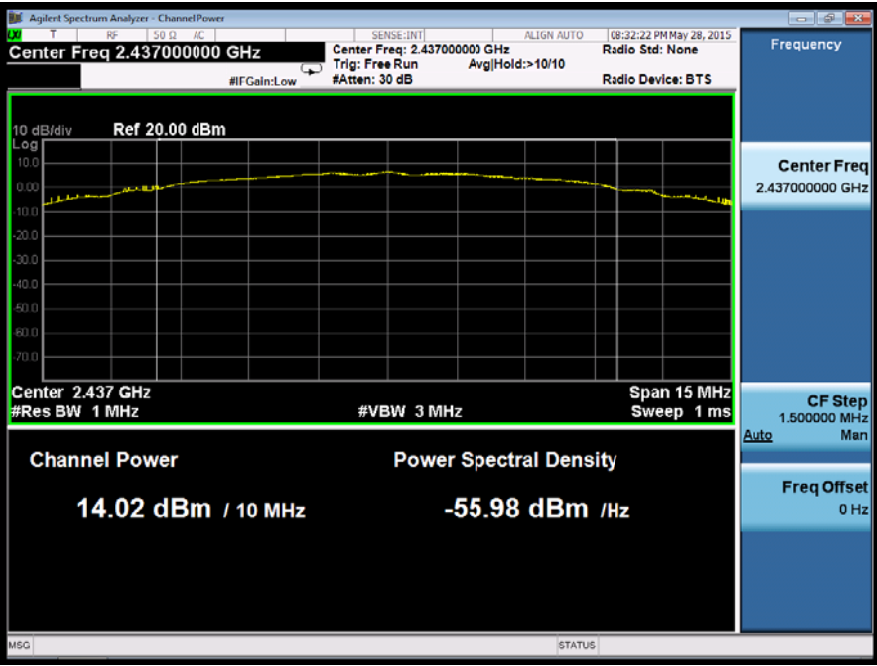 Agilent Spectrum Analyzer - ChannelPower
T RF 50 Ω AC SENSE:INT ALIGN AUTO 08:32:22 PM May 28, 2015
Center Freq 2.437000000 GHz
Center Freq: 2.437000000 GHz
Radio Std: None
Trig: Free Run Avg|Hold:>10/10
#IFGain:Low
#Atten: 30 dB
Radio Device: BTS
Frequency
10 dB/div Ref 20.00 dBm
Log
10.0
0.00
-10.0
-20.0
-30.0
-40.0
-50.0
-60.0
-70.0
Center Freq
2.437000000 GHz
Center 2.437 GHz Span 15 MHz
#Res BW 1 MHz #VBW 3 MHz Sweep 1 ms
CF Step
1.500000 MHz
Auto Man
Channel Power Power Spectral Density
14.02 dBm / 10 MHz -55.98 dBm /Hz
Freq Offset
0 Hz
MSG STATUS